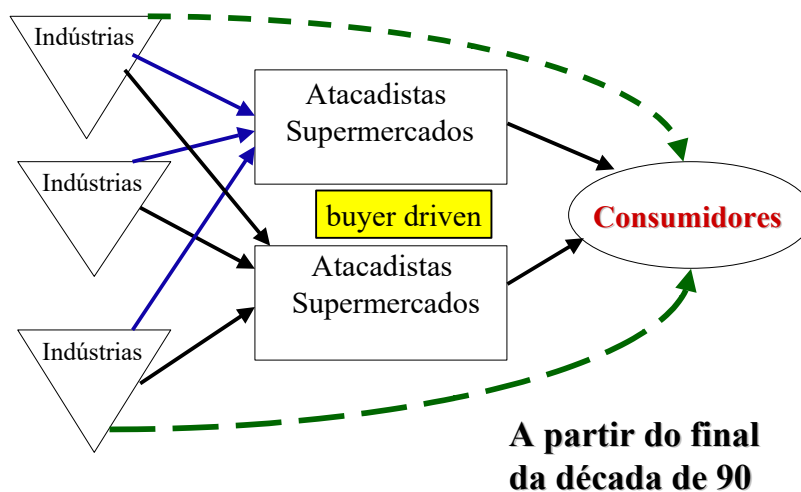 Indústrias
Atacadistas
Supermercados
Indústrias
buyer driven
Consumidores
Atacadistas
Supermercados
Indústrias
A partir do final
da década de 90